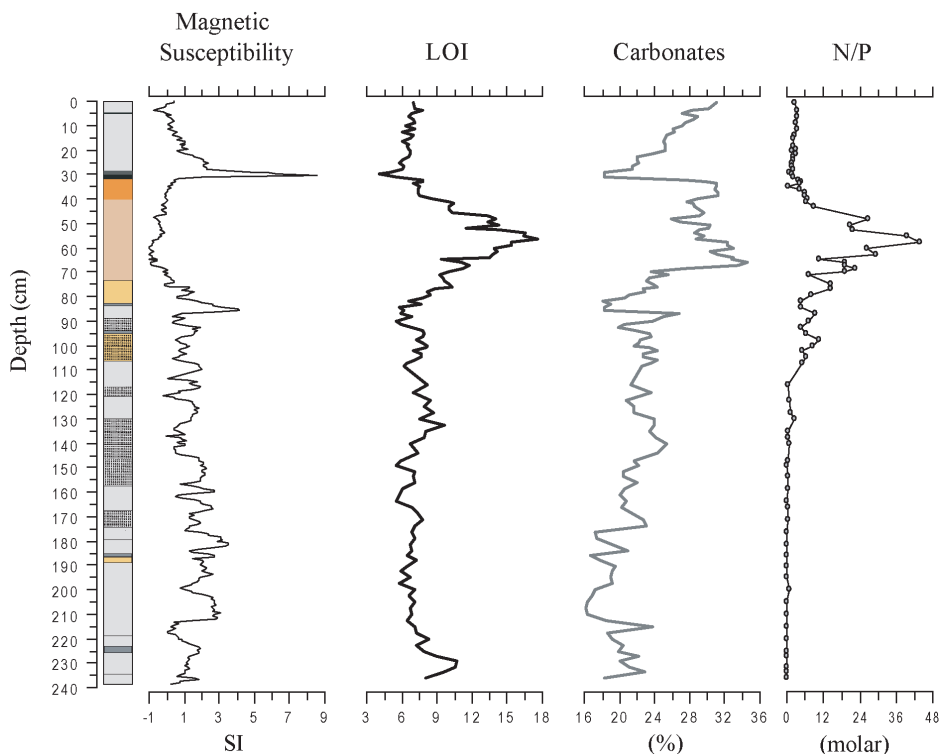 Magnetic
Susceptibility
LOI
Carbonates
N/P
Depth (cm)
0
10
20
30
40
50
60
70
80
90
100
110
120
130
140
150
160
170
180
190
200
210
220
230
240
-1 1 3 5 7 9
3 6 9 12 15 18
16 20 24 28 32 36
0 12 24 36 48
SI
(%)
(molar)